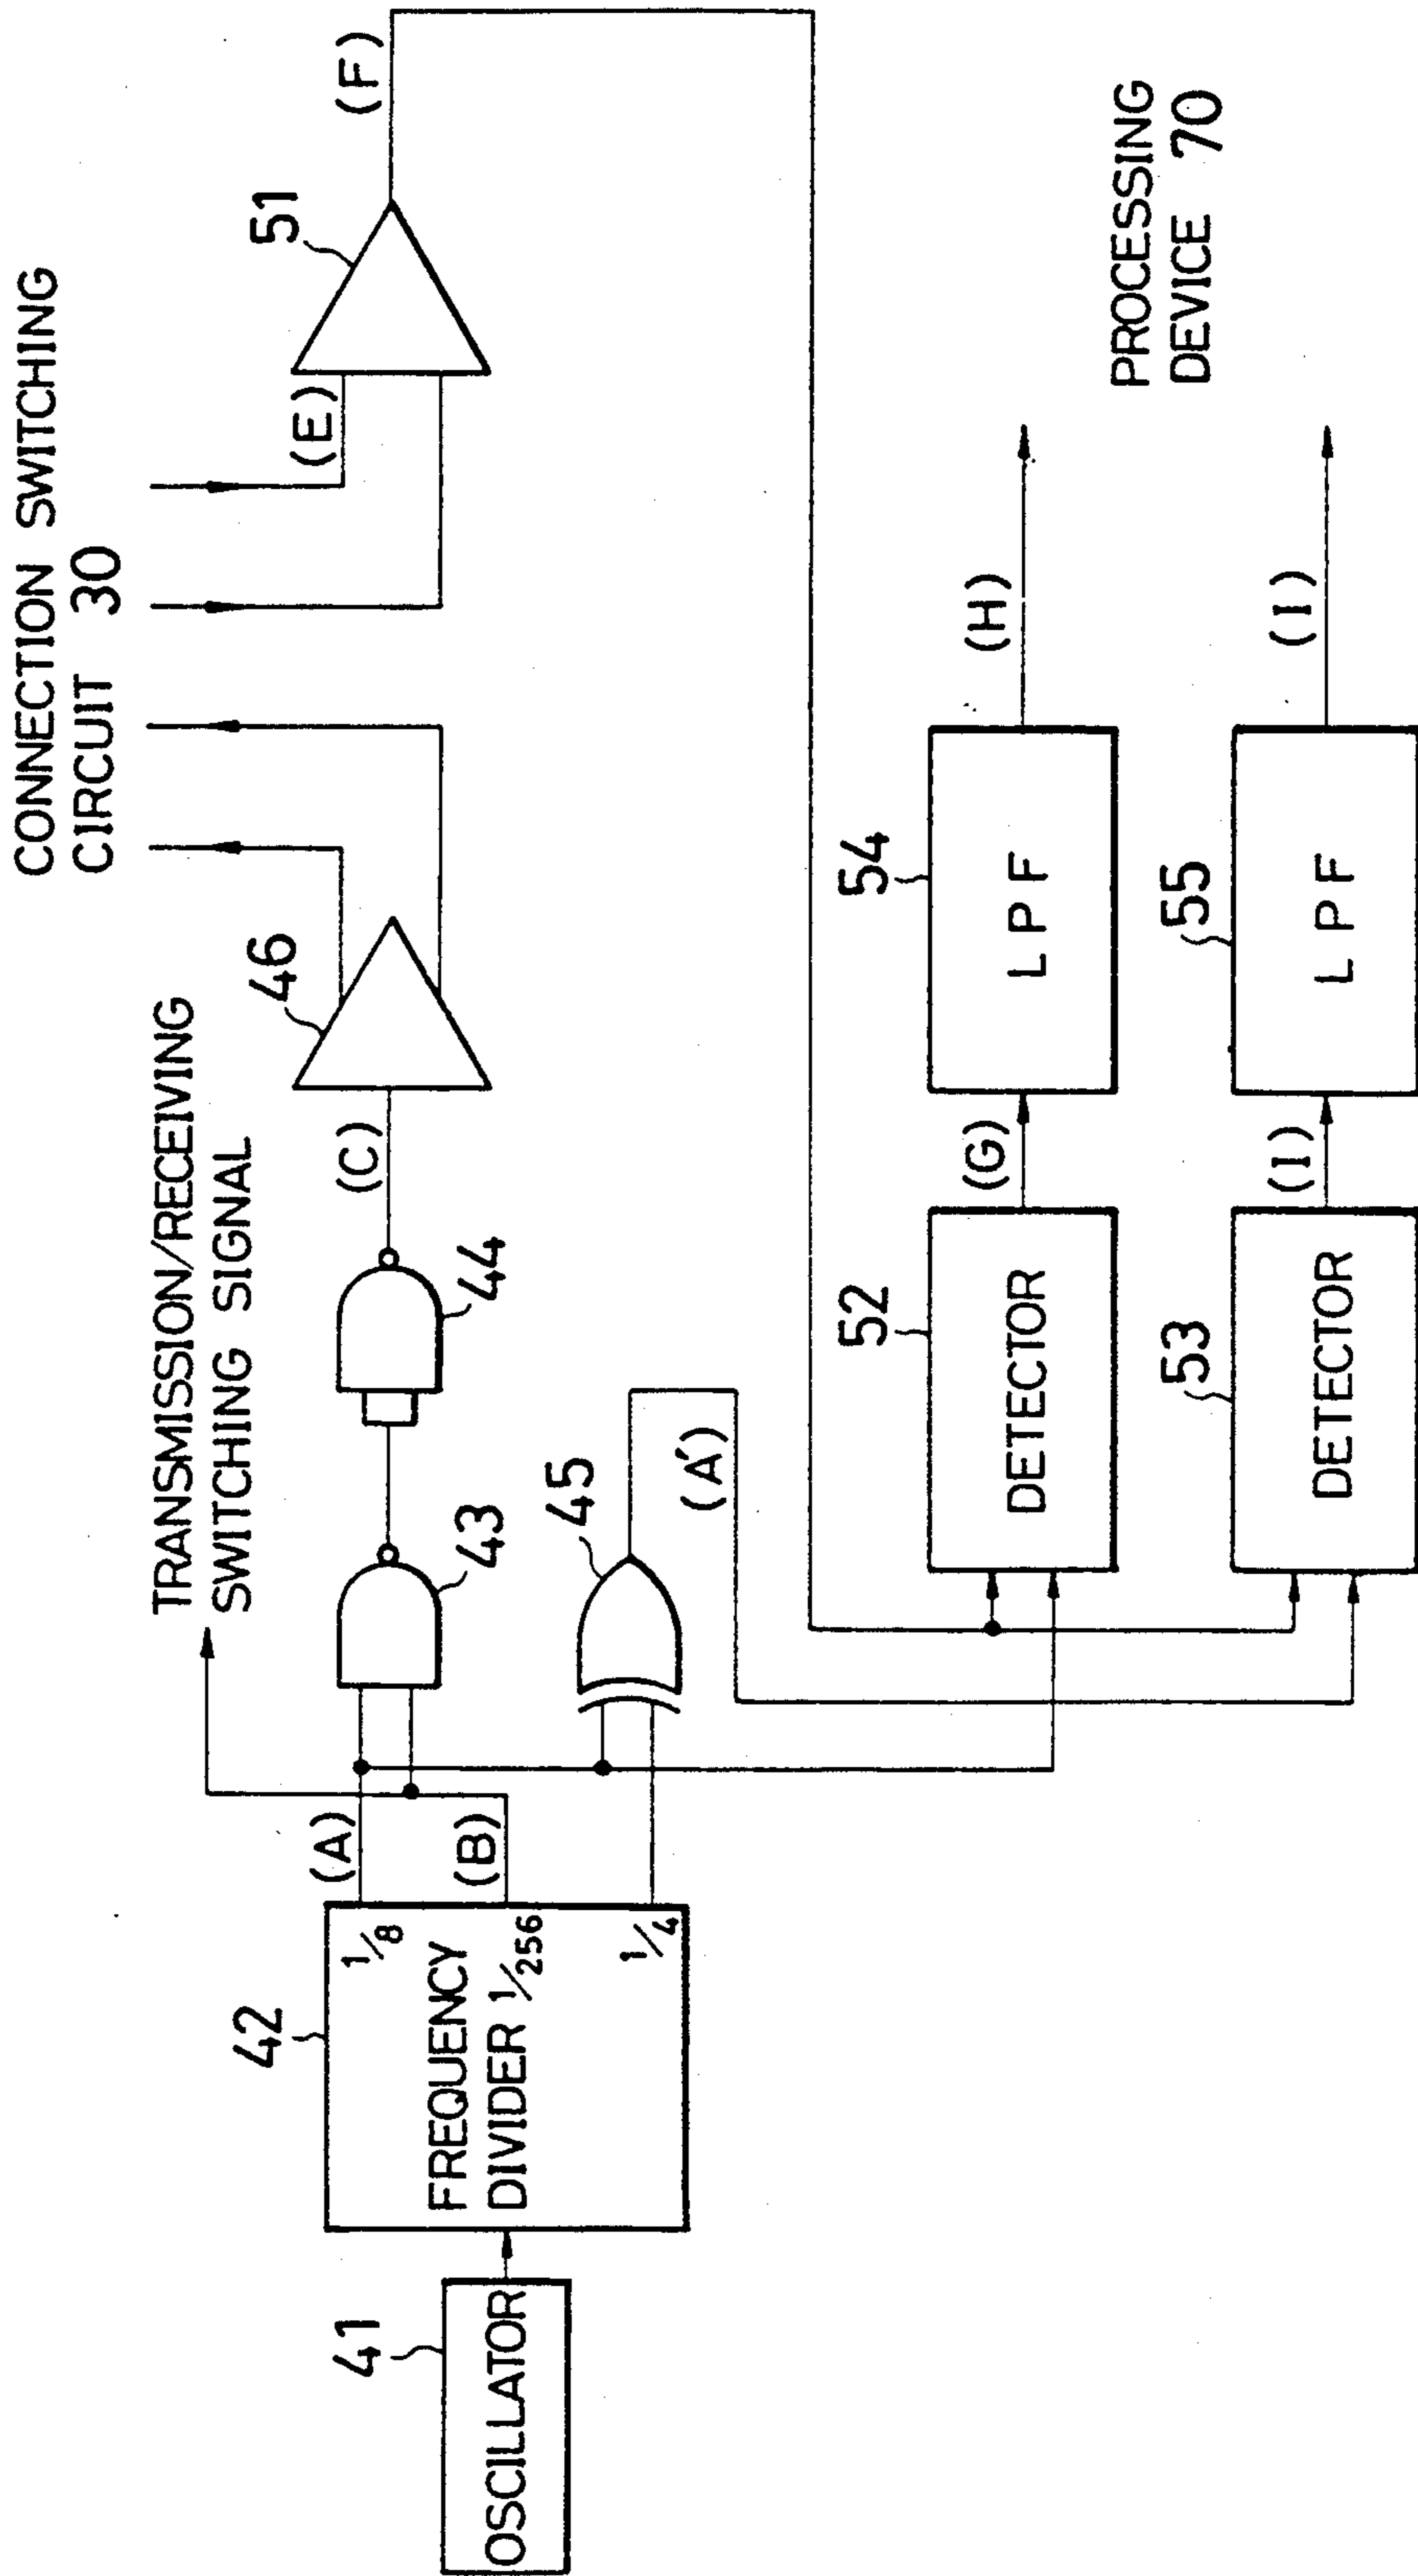 CONNECTION SWITCHING
CIRCUIT 30
TRANSMISSION/RECEIVING
SWITCHING SIGNAL
OSCILLATOR
41
FREQUENCY
DIVIDER
42
1/8
1/256
1/4
(A)
(B)
43
44
45
(A')
(C)
46
(E)
51
(F)
DETECTOR
52
(G)
LPF
54
(H)
DETECTOR
53
(I)
LPF
55
(I)
PROCESSING
DEVICE 70